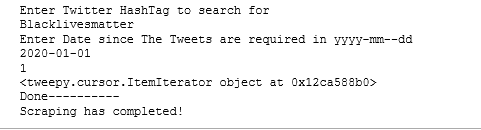 Enter Twitter HashTag to search for
Blacklivesmatter
Enter Date since The Tweets are required in yyyy-mm--dd
2020-01-01
1
<tweepy.cursor.ItemIterator object at 0x12ca588b0>
Done----------
Scraping has completed!